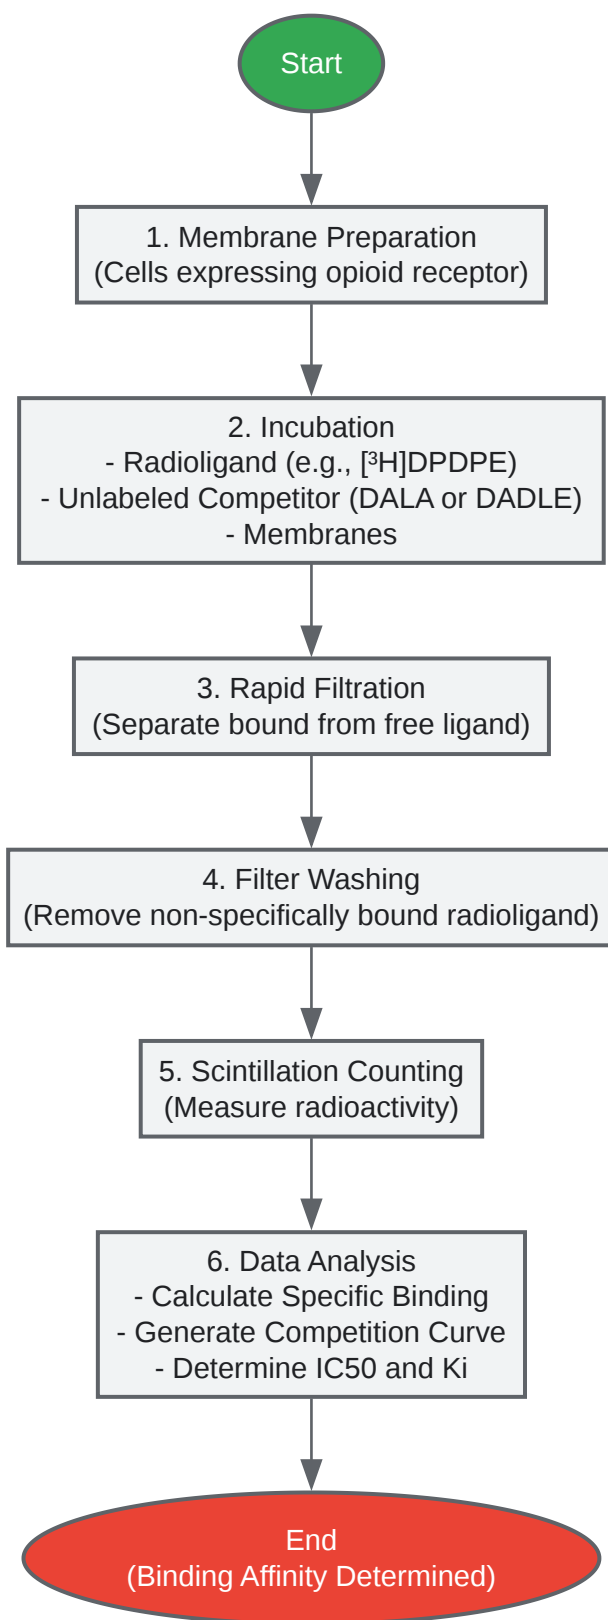 Start
1. Membrane Preparation
(Cells expressing opioid receptor)
2. Incubation
- Radioligand (e.g., [³H]DPDPE)
- Unlabeled Competitor (DALA or DADLE)
- Membranes
3. Rapid Filtration
(Separate bound from free ligand)
4. Filter Washing
(Remove non-specifically bound radioligand)
5. Scintillation Counting
(Measure radioactivity)
6. Data Analysis
- Calculate Specific Binding
- Generate Competition Curve
- Determine IC50 and Ki
End
(Binding Affinity Determined)